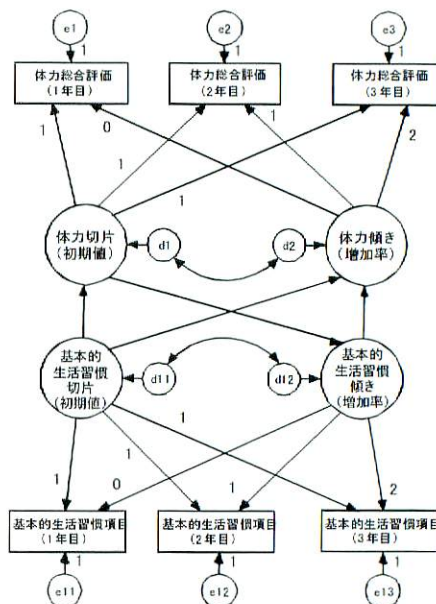 e1
e2
e3
1
1
1
体力総合評価
(1年目)
体力総合評価
(2年目)
体力総合評価
(3年目)
1
0
1
1
1
2
体力切片
(初期値)
d1
d2
体力傾き
(増加率)
基本的
生活習慣
切片
(初期値)
d11
d12
基本的
生活習慣
傾き
(増加率)
1
0
1
1
1
2
基本的生活習慣項目
(1年目)
基本的生活習慣項目
(2年目)
基本的生活習慣項目
(3年目)
1
1
1
e11
e12
e13